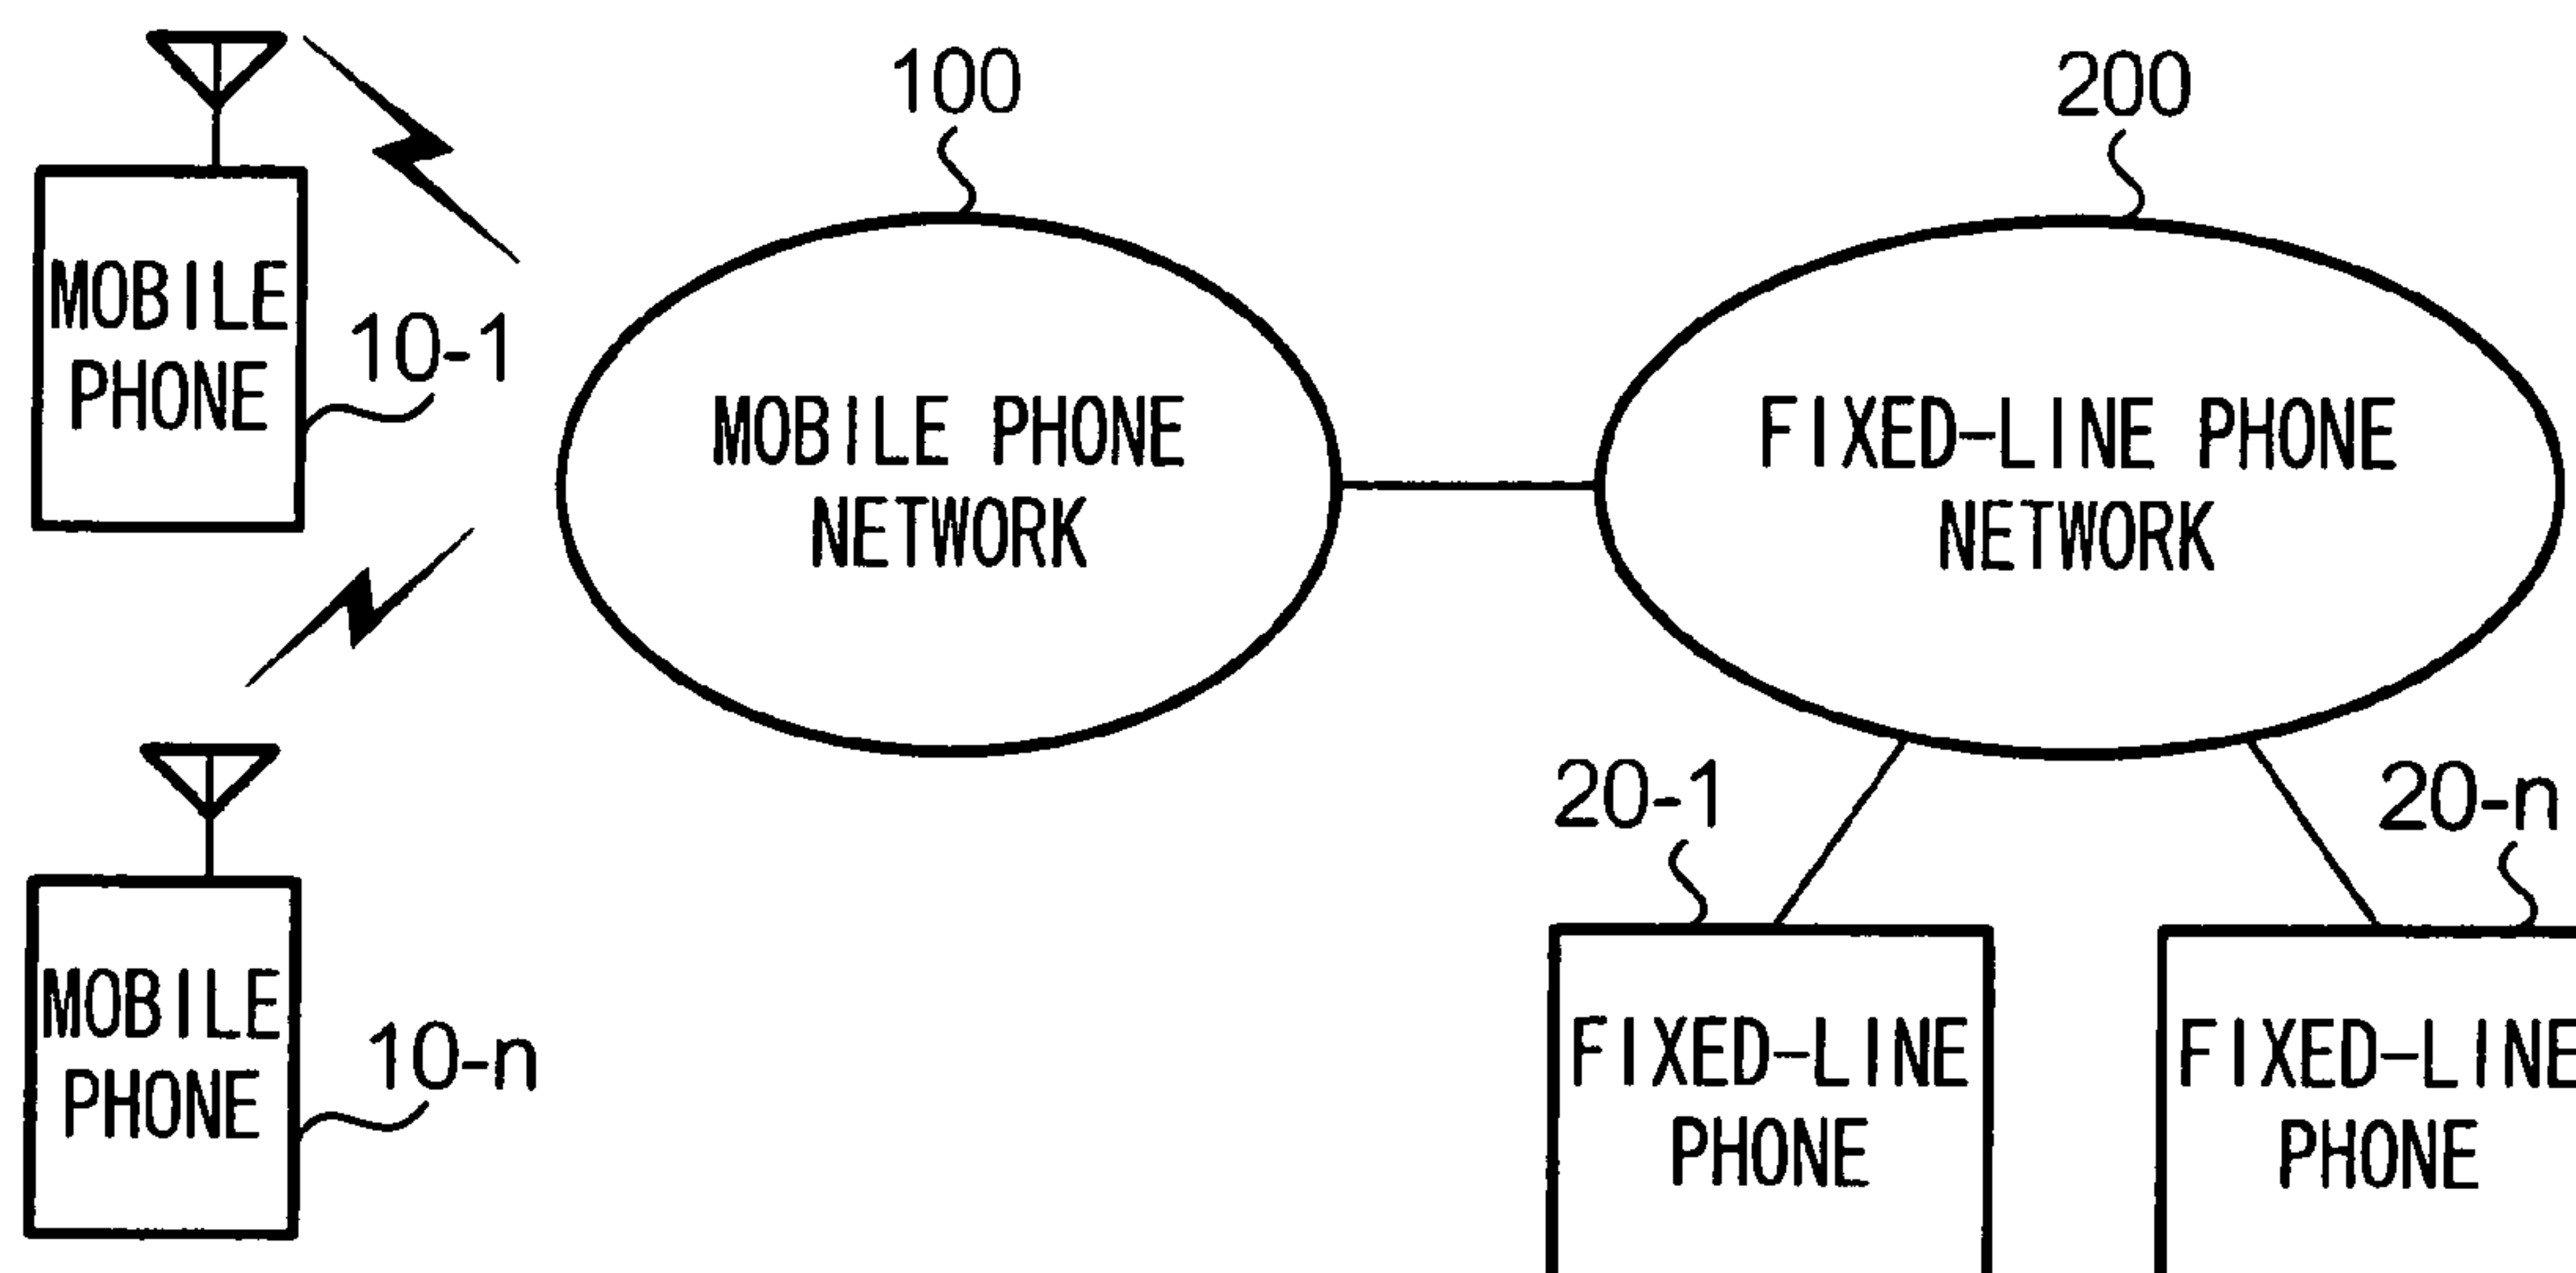 100
200
MOBILE
PHONE
10-1
MOBILE PHONE
NETWORK
FIXED-LINE PHONE
NETWORK
20-1
20-n
MOBILE
PHONE
10-n
FIXED-LINE
PHONE
FIXED-LINE
PHONE